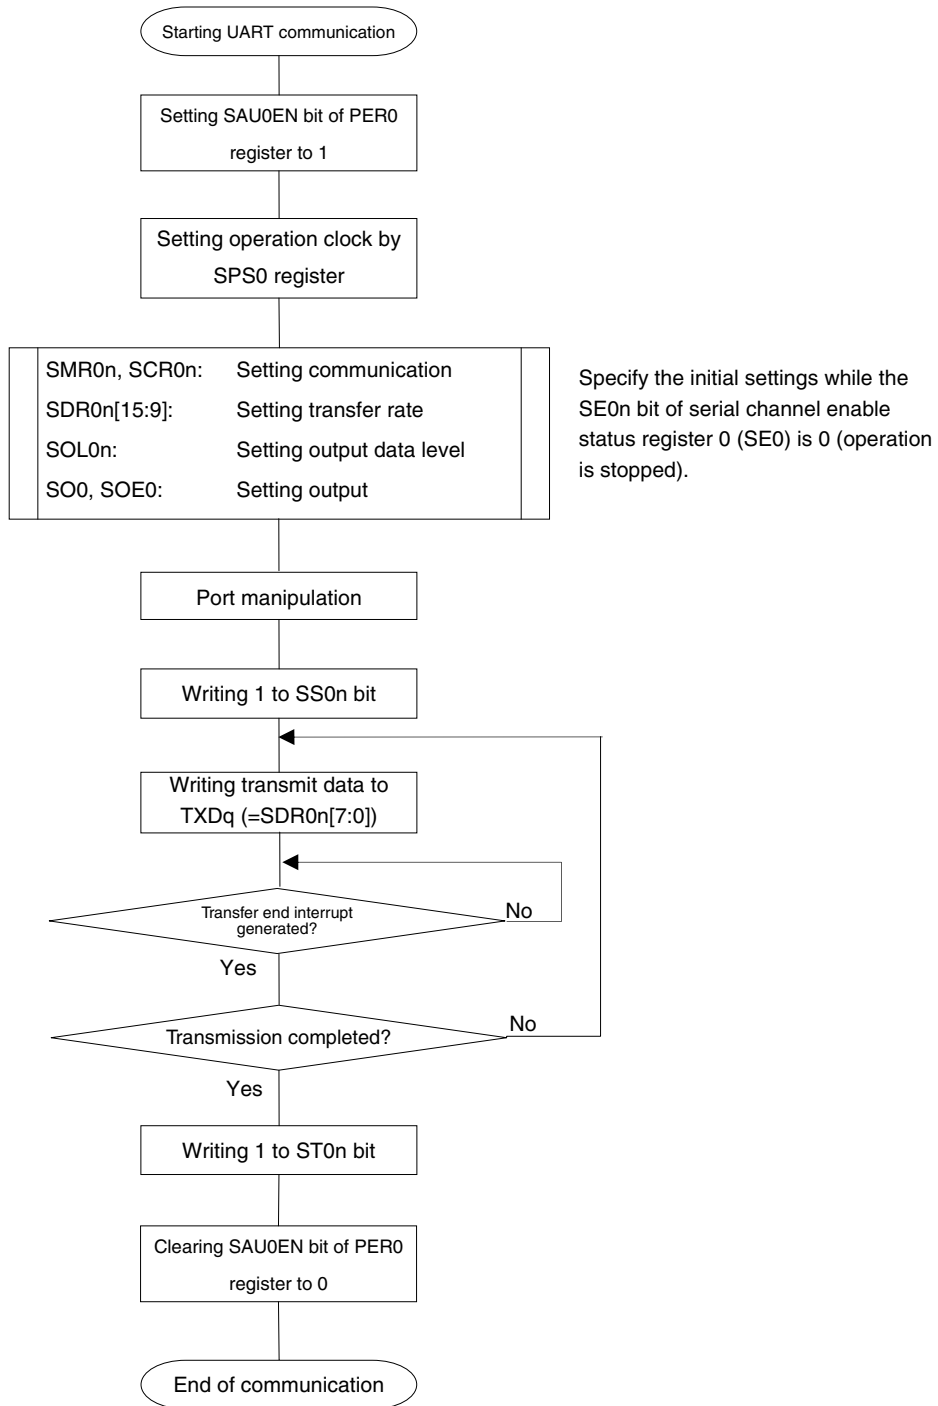 Starting UART communication
Setting SAU0EN bit of PER0
register to 1
Setting operation clock by
SPS0 register
SMR0n, SCR0n: Setting communication
SDR0n[15:9]: Setting transfer rate
SOL0n: Setting output data level
SO0, SOE0: Setting output
Specify the initial settings while the
SE0n bit of serial channel enable
status register 0 (SE0) is 0 (operation
is stopped).
Port manipulation
Writing 1 to SS0n bit
Writing transmit data to
TXDq (=SDR0n[7:0])
Transfer end interrupt
generated?
No
Yes
Transmission completed?
No
Yes
Writing 1 to ST0n bit
Clearing SAU0EN bit of PER0
register to 0
End of communication